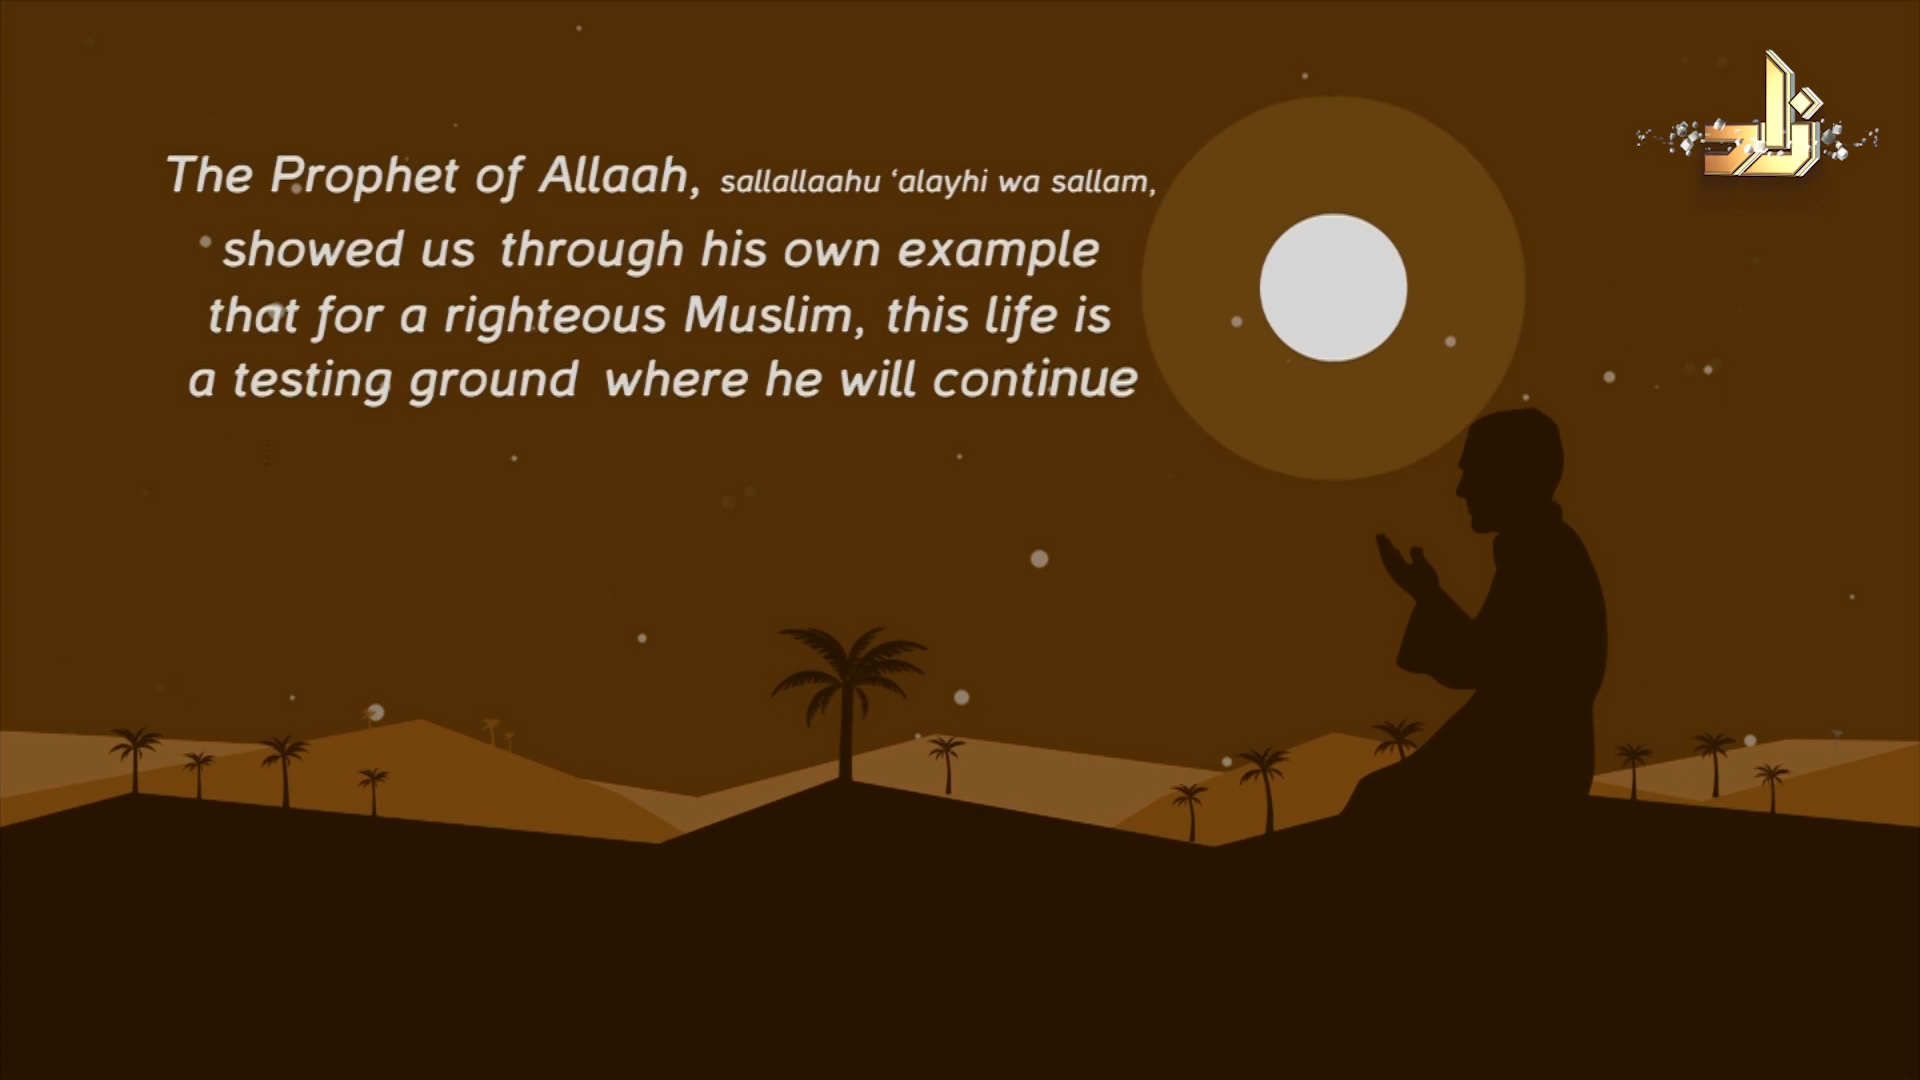 The Prophet of Allaah, sallallaahu ‘alayhi wa sallam,
showed us through his own example
that for a righteous Muslim, this life is
a testing ground where he will continue